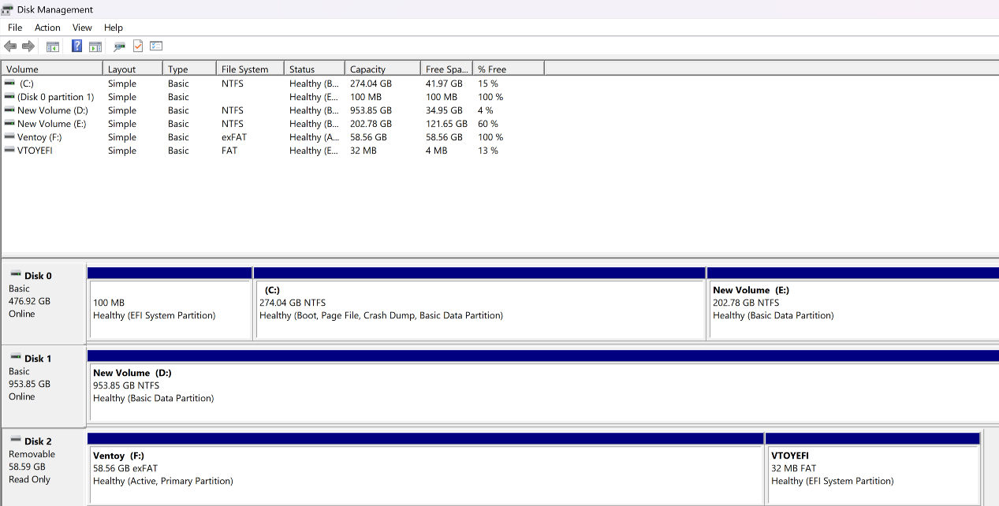 Disk Management
File Action View Help
Volume Layout Type File System Status Capacity Free Spa... % Free
(C:) Simple Basic NTFS Healthy (B... 274.04 GB 41.97 GB 15 %
(Disk 0 partition 1) Simple Basic Healthy (E... 100 MB 100 MB 100 %
New Volume (D:) Simple Basic NTFS Healthy (B... 953.85 GB 34.95 GB 4 %
New Volume (E:) Simple Basic NTFS Healthy (B... 202.78 GB 121.65 GB 60 %
Ventoy (F:) Simple Basic exFAT Healthy (A... 58.56 GB 58.56 GB 100 %
VTOYEFI Simple Basic FAT Healthy (E... 32 MB 4 MB 13 %
Disk 0
Basic
476.92 GB
Online
100 MB
Healthy (EFI System Partition)
(C:)
274.04 GB NTFS
Healthy (Boot, Page File, Crash Dump, Basic Data Partition)
New Volume (E:)
202.78 GB NTFS
Healthy (Basic Data Partition)
Disk 1
Basic
953.85 GB
Online
New Volume (D:)
953.85 GB NTFS
Healthy (Basic Data Partition)
Disk 2
Removable
58.59 GB
Read Only
Ventoy (F:)
58.56 GB exFAT
Healthy (Active, Primary Partition)
VTOYEFI
32 MB FAT
Healthy (EFI System Partition)